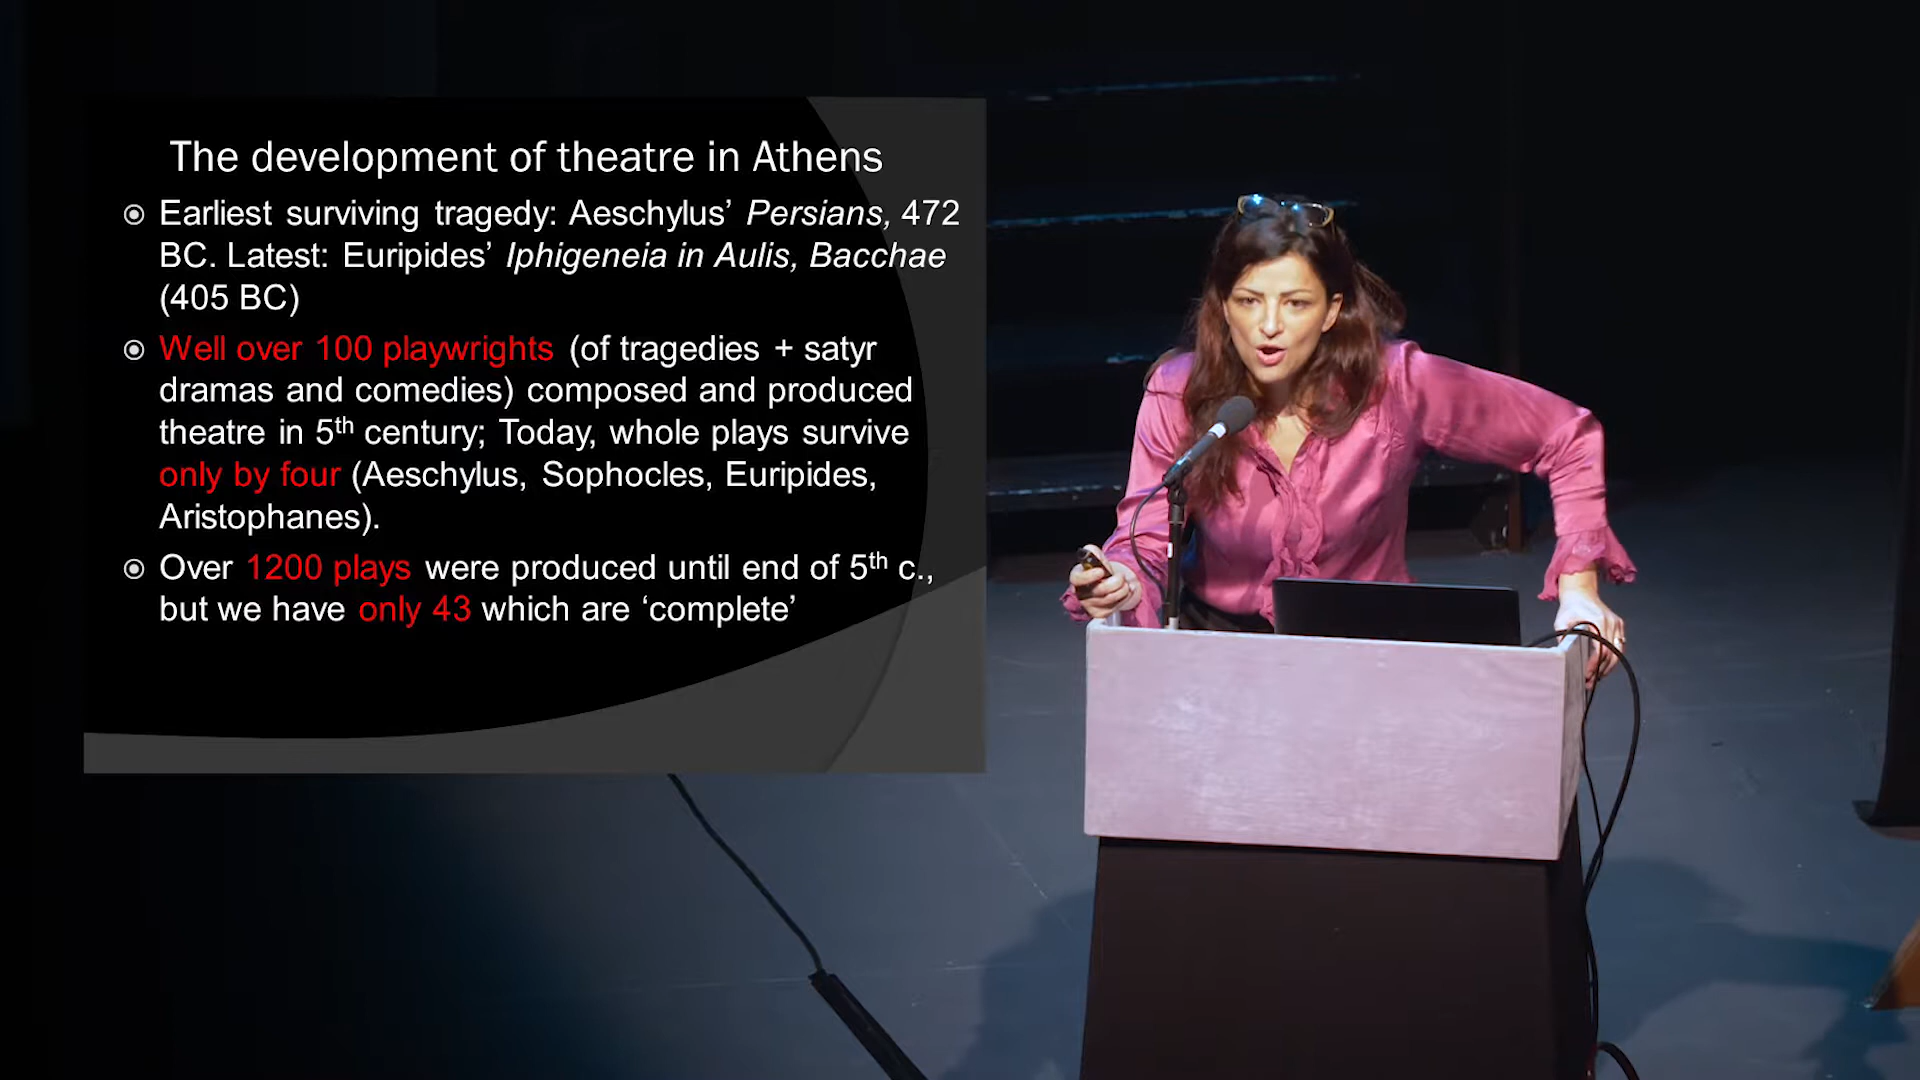 The development of theatre in Athens
Earliest surviving tragedy: Aeschylus’ Persians, 472
BC. Latest: Euripides’ Iphigeneia in Aulis, Bacchae
(405 BC)
Well over 100 playwrights (of tragedies + satyr
dramas and comedies) composed and produced
theatre in 5th century; Today, whole plays survive
only by four (Aeschylus, Sophocles, Euripides,
Aristophanes).
Over 1200 plays were produced until end of 5th c.,
but we have only 43 which are ‘complete’